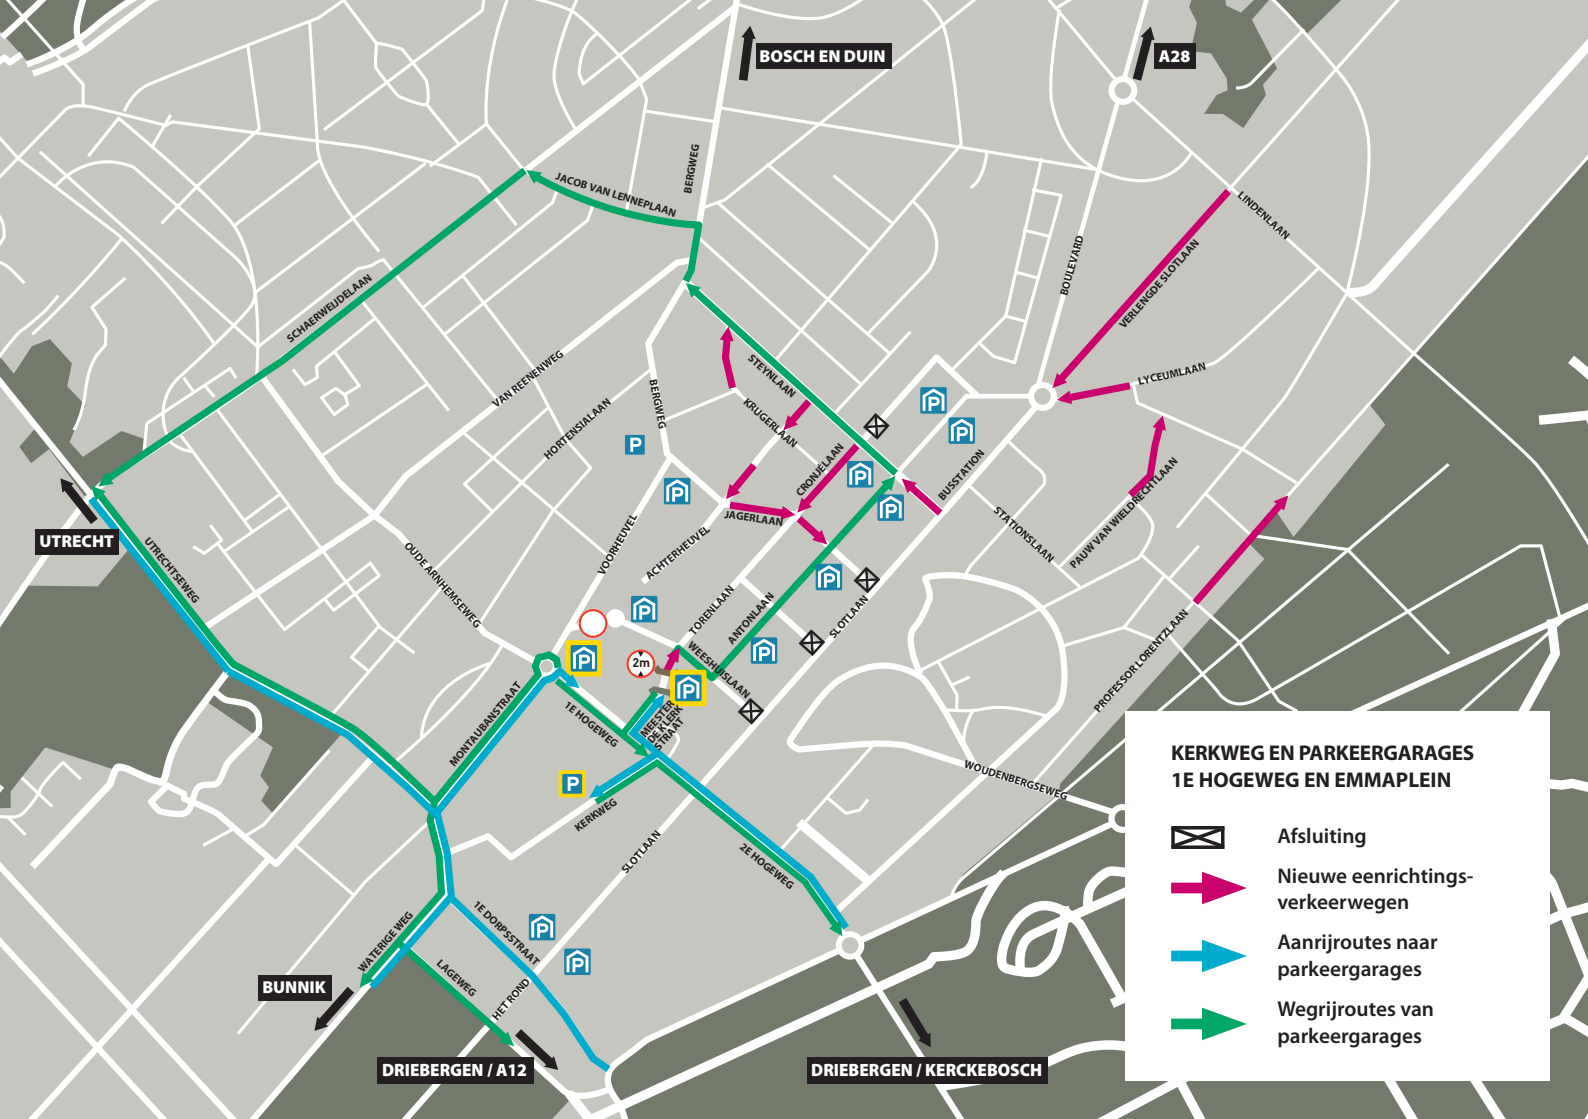 BOSCH EN DUIN
A28
BERGWEG
JACOB VAN LENNEPLAAN
LINDENLAAN
BOULEVARD
VERLENGDE SLOTLAAN
SCHAERWEIJDELAAN
VAN REENENWEG
STEYNLAAN
LYCEUMLAAN
BERGWEG
HORTENSIALAAN
KRUGERLAAN
P
CRONJÉLAAN
P
P
P
P
P
BUSSTATION
JAGERLAAN
STATIONSLAAN
PAUW VAN WIELDRECHTLAAN
UTRECHT
UTRECHTSEWEG
OUDE ARNHEMSEWEG
VOORHEUVEL
ACHTERHEUVEL
P
P
TORENLAAN
ANTONLAAN
SLOTLAAN
PROFESSOR LORENTZLAAN
P
2m
P
WEESHUISLAAN
P
MONTAUBANSTRAAT
1E HOGEWEG
MEESTER
DE KLERK
STRAAT
P
KERKWEG
WOUDENBERGSEWEG
SLOTLAAN
2E HOGEWEG
WATERIGE WEG
1E DORPSSTRAAT
P
P
LAGEWEG
HET ROND
BUNNIK
DRIEBERGEN / A12
DRIEBERGEN / KERCKEBOSCH
KERKWEG EN PARKEERGARAGES
1E HOGEWEG EN EMMAPLEIN
Afsluiting
Nieuwe eenrichtings-
verkeerwegen
Aanrijroutes naar
parkeergarages
Wegrijroutes van
parkeergarages